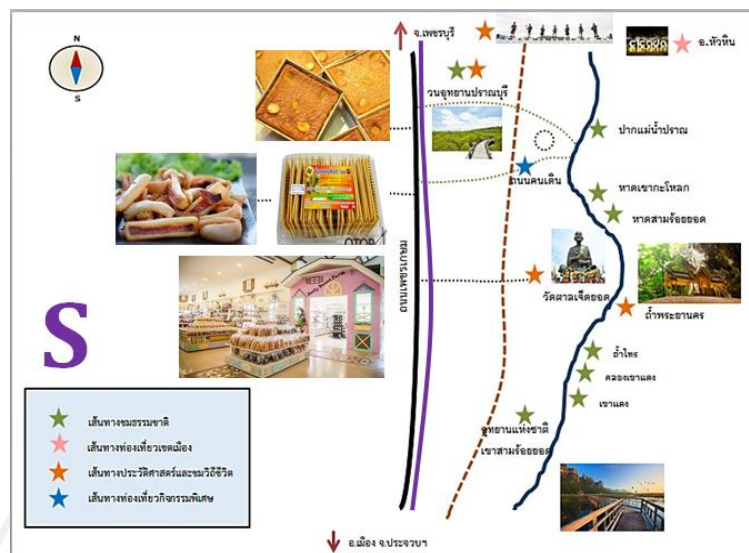 N
S
จ.เพชรบุรี
cicada
อ.หัวหิน
วนอุทยานปราณบุรี
ปากแม่น้ำปราณ
ถนนคนเดิน
หาดเขากะโหลก
หาดสามร้อยยอด
OTOP
ถนนเพชรเกษม
วัดตาลเจ็ดยอด
ถ้ำพระยานคร
S
ถ้ำไทร
คลองเขาแดง
เขาแดง
อุทยานแห่งชาติ
เขาสามร้อยยอด
เส้นทางชมธรรมชาติ
เส้นทางท่องเที่ยวเขตเมือง
เส้นทางประวัติศาสตร์และชมวิถีชีวิต
เส้นทางท่องเที่ยวกิจกรรมพิเศษ
อ.เมือง จ.ประจวบฯ